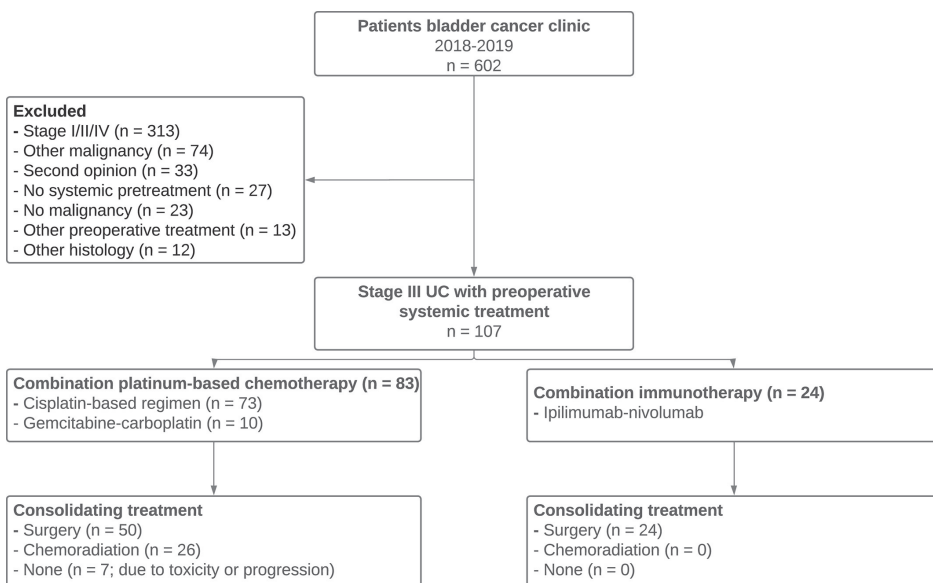 Patients bladder cancer clinic
2018-2019
n = 602
Excluded
- Stage I/II/IV (n = 313)
- Other malignancy (n = 74)
- Second opinion (n = 33)
- No systemic pretreatment (n = 27)
- No malignancy (n = 23)
- Other preoperative treatment (n = 13)
- Other histology (n = 12)
Stage III UC with preoperative
systemic treatment
n = 107
Combination platinum-based chemotherapy (n = 83)
- Cisplatin-based regimen (n = 73)
- Gemcitabine-carboplatin (n = 10)
Combination immunotherapy (n = 24)
- Ipilimumab-nivolumab
Consolidating treatment
- Surgery (n = 50)
- Chemoradiation (n = 26)
- None (n = 7; due to toxicity or progression)
Consolidating treatment
- Surgery (n = 24)
- Chemoradiation (n = 0)
- None (n = 0)